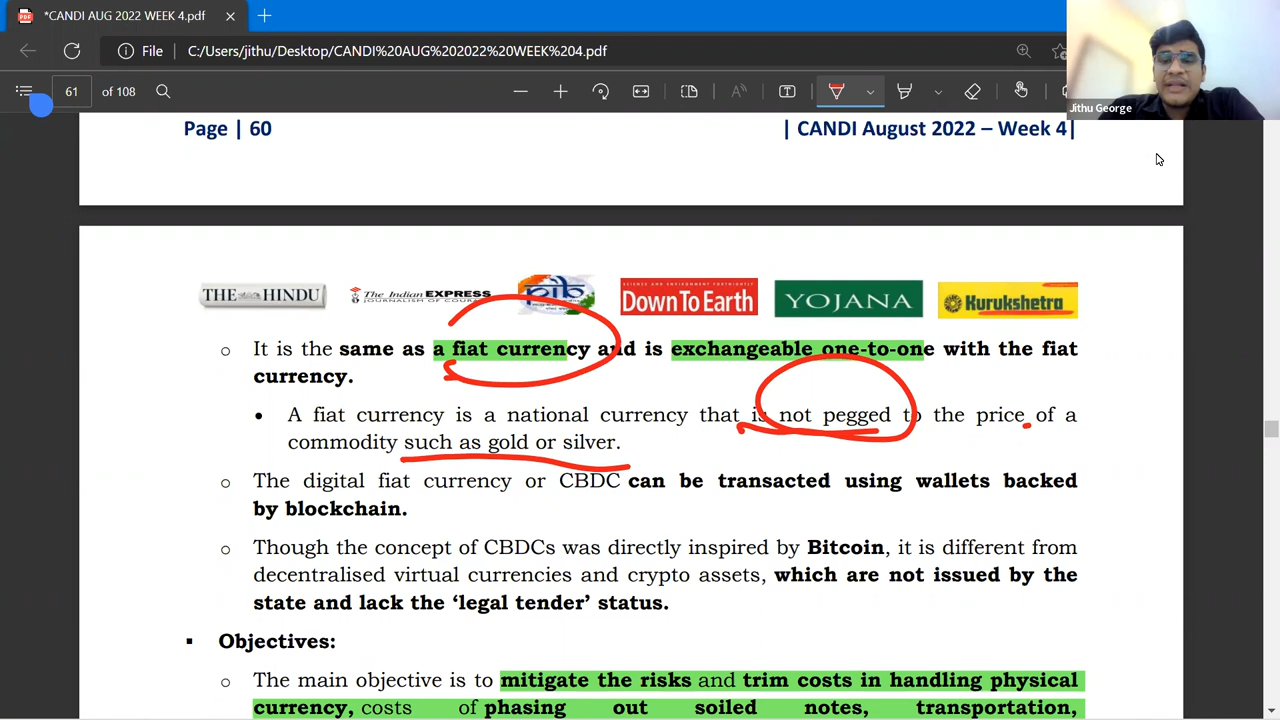 *CANDI AUG 2022 WEEK 4.pdf
File
C:/Users/jithu/Desktop/CANDI%20AUG%202022%20WEEK%204.pdf
61 of 108
Jithu George
Page | 60
| CANDI August 2022 – Week 4|
THE HINDU
The Indian EXPRESS
JOURNALISM OF COURAGE
SCIENCE AND ENVIRONMENT FORTNIGHTLY
DownToEarth
YOJANA
Kurukshetra
o It is the same as a fiat currency and is exchangeable one-to-one with the fiat
currency.
• A fiat currency is a national currency that is not pegged to the price of a
commodity such as gold or silver.
o The digital fiat currency or CBDC can be transacted using wallets backed
by blockchain.
o Though the concept of CBDCs was directly inspired by Bitcoin, it is different from
decentralised virtual currencies and crypto assets, which are not issued by the
state and lack the ‘legal tender’ status.
▪ Objectives:
o The main objective is to mitigate the risks and trim costs in handling physical
currency, costs of phasing out soiled notes, transportation,